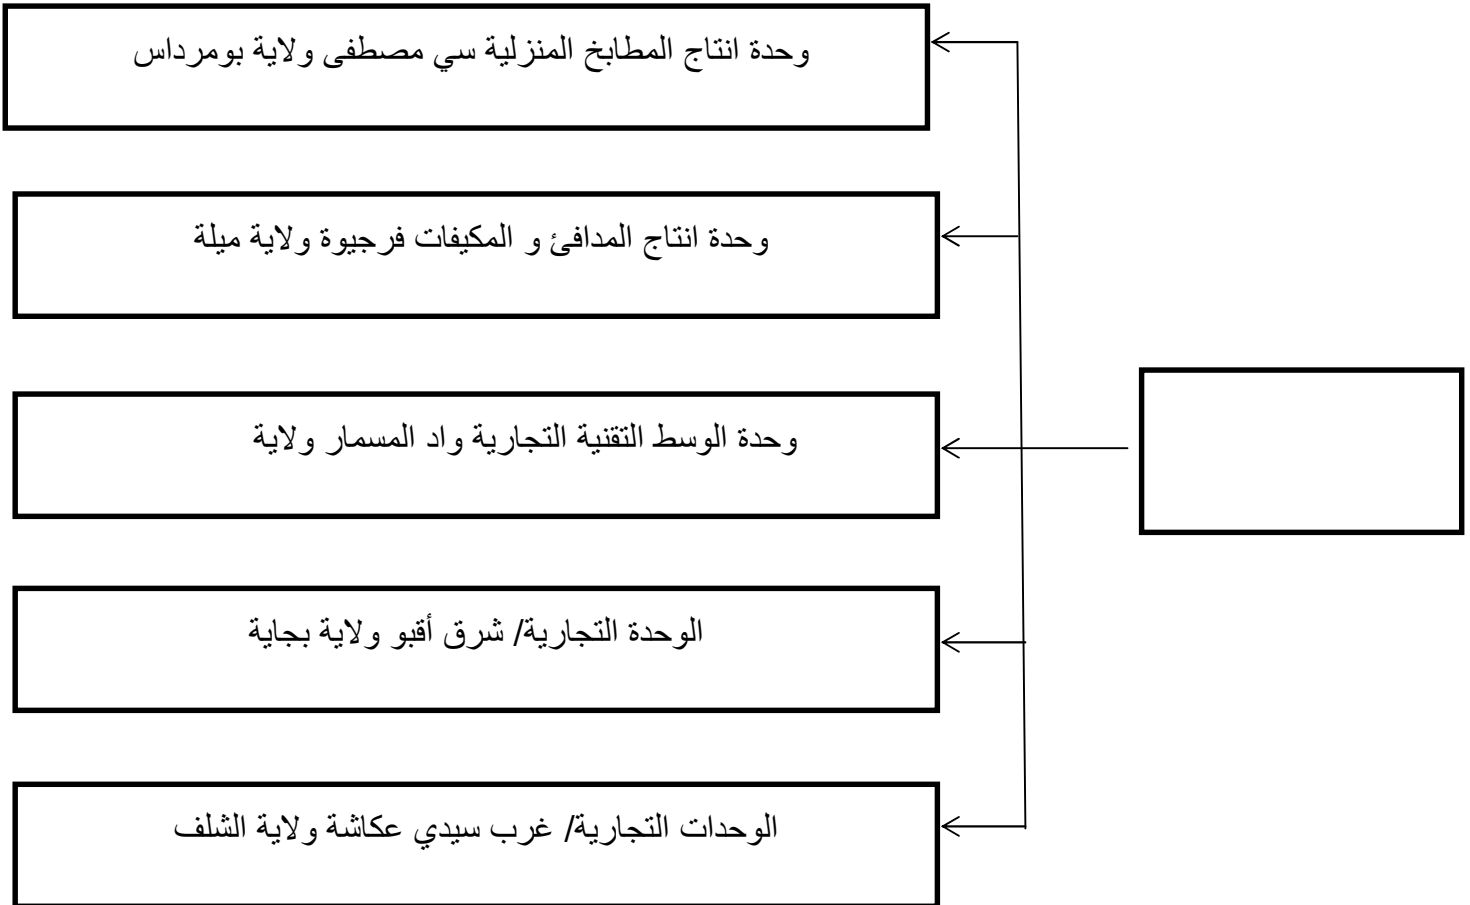 وحدة انتاج المطابخ المنزلية سي مصطفى ولاية بومرداس
وحدة انتاج المدافئ و المكيفات فرجيوة ولاية ميلة
وحدة الوسط التقنية التجارية واد المسمار ولاية
الوحدة التجارية/ شرق أقبو ولاية بجاية
الوحدات التجارية/ غرب سيدي عكاشة ولاية الشلف